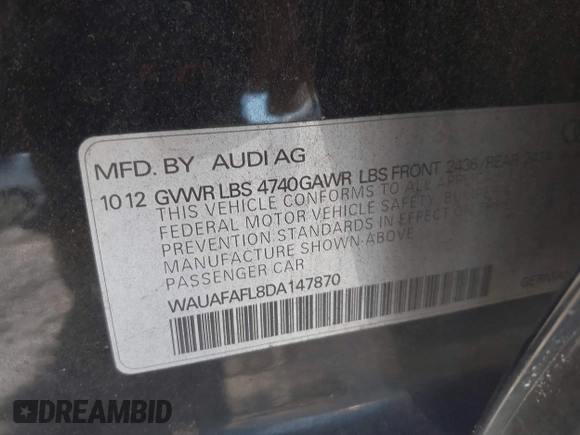 MFD. BY AUDI AG
10 12 GVWR LBS 4740 GAWR LBS FRONT 2436/REAR
THIS VEHICLE CONFORMS TO ALL
FEDERAL MOTOR VEHICLE SAFETY,
PREVENTION STANDARDS IN EFFECT ON
MANUFACTURE SHOWN ABOVE
PASSENGER CAR
WAUAFAFL8DA147870
DREAMBID